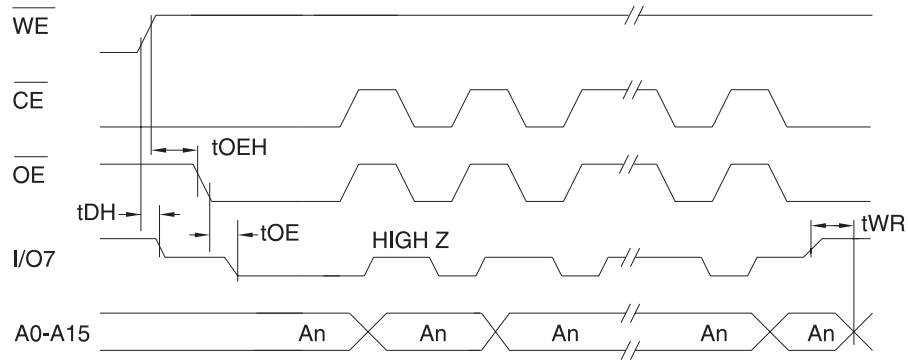 WE
CE
tOEH
OE
tDH
tOE
HIGH Z
tWR
I/O7
A0-A15 An An An An An